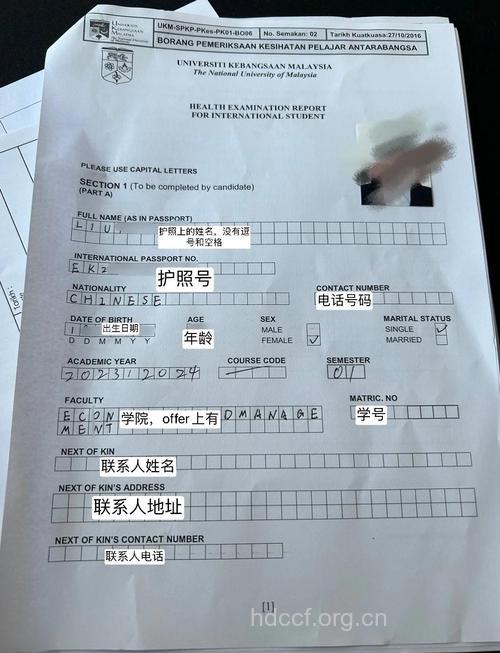 UNIVERSITI KEBANGSAAN MALAYSIA
UKM-SPKP-PKes-PK01-BO06 No. Semakan: 02 Tarikh Kuatkuasa:27/10/2016
BORANG PEMERIKSAAN KESIHATAN PELAJAR ANTARABANGSA
UNIVERSITI KEBANGSAAN MALAYSIA
The National University of Malaysia
HEALTH EXAMINATION REPORT
FOR INTERNATIONAL STUDENT
PLEASE USE CAPITAL LETTERS
SECTION 1 (To be completed by candidate)
(PART A)
FULL NAME (AS IN PASSPORT)
LIU
护照上的姓名，没有逗
号和空格
INTERNATIONAL PASSPORT NO.
EK2
护照号
NATIONALITY CONTACT NUMBER
CHINESE 电话号码
DATE OF BIRTH AGE SEX MARITAL STATUS
1 出生日期 年龄 MALE SINGLE ✓
D D M M Y Y FEMALE ✓ MARRIED
ACADEMIC YEAR COURSE CODE SEMESTER
2023/2024 01
FACULTY MATRIC. NO
ECON 学院，offer上有 DMANAGE 学号
MENT
NEXT OF KIN
联系人姓名
NEXT OF KIN'S ADDRESS
联系人地址
NEXT OF KIN'S CONTACT NUMBER
联系人电话
[1]
hdccf.org.cn